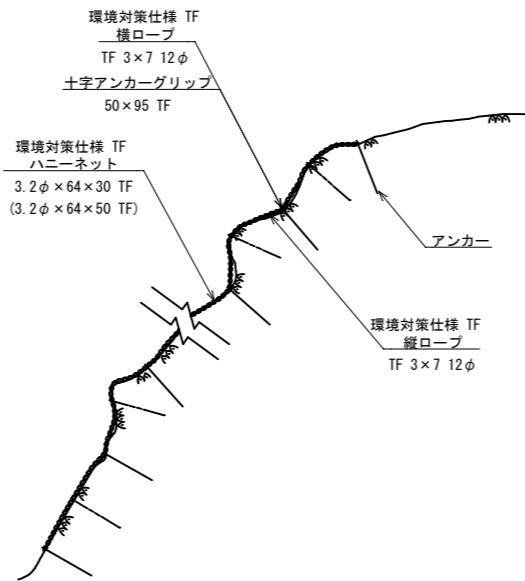 環境対策仕様 TF
横ロープ
TF 3×7 12φ
十字アンカーグリップ
50×95 TF
環境対策仕様 TF
ハニーネット
3.2φ×64×30 TF
(3.2φ×64×50 TF)
アンカー
環境対策仕様 TF
縦ロープ
TF 3×7 12φ